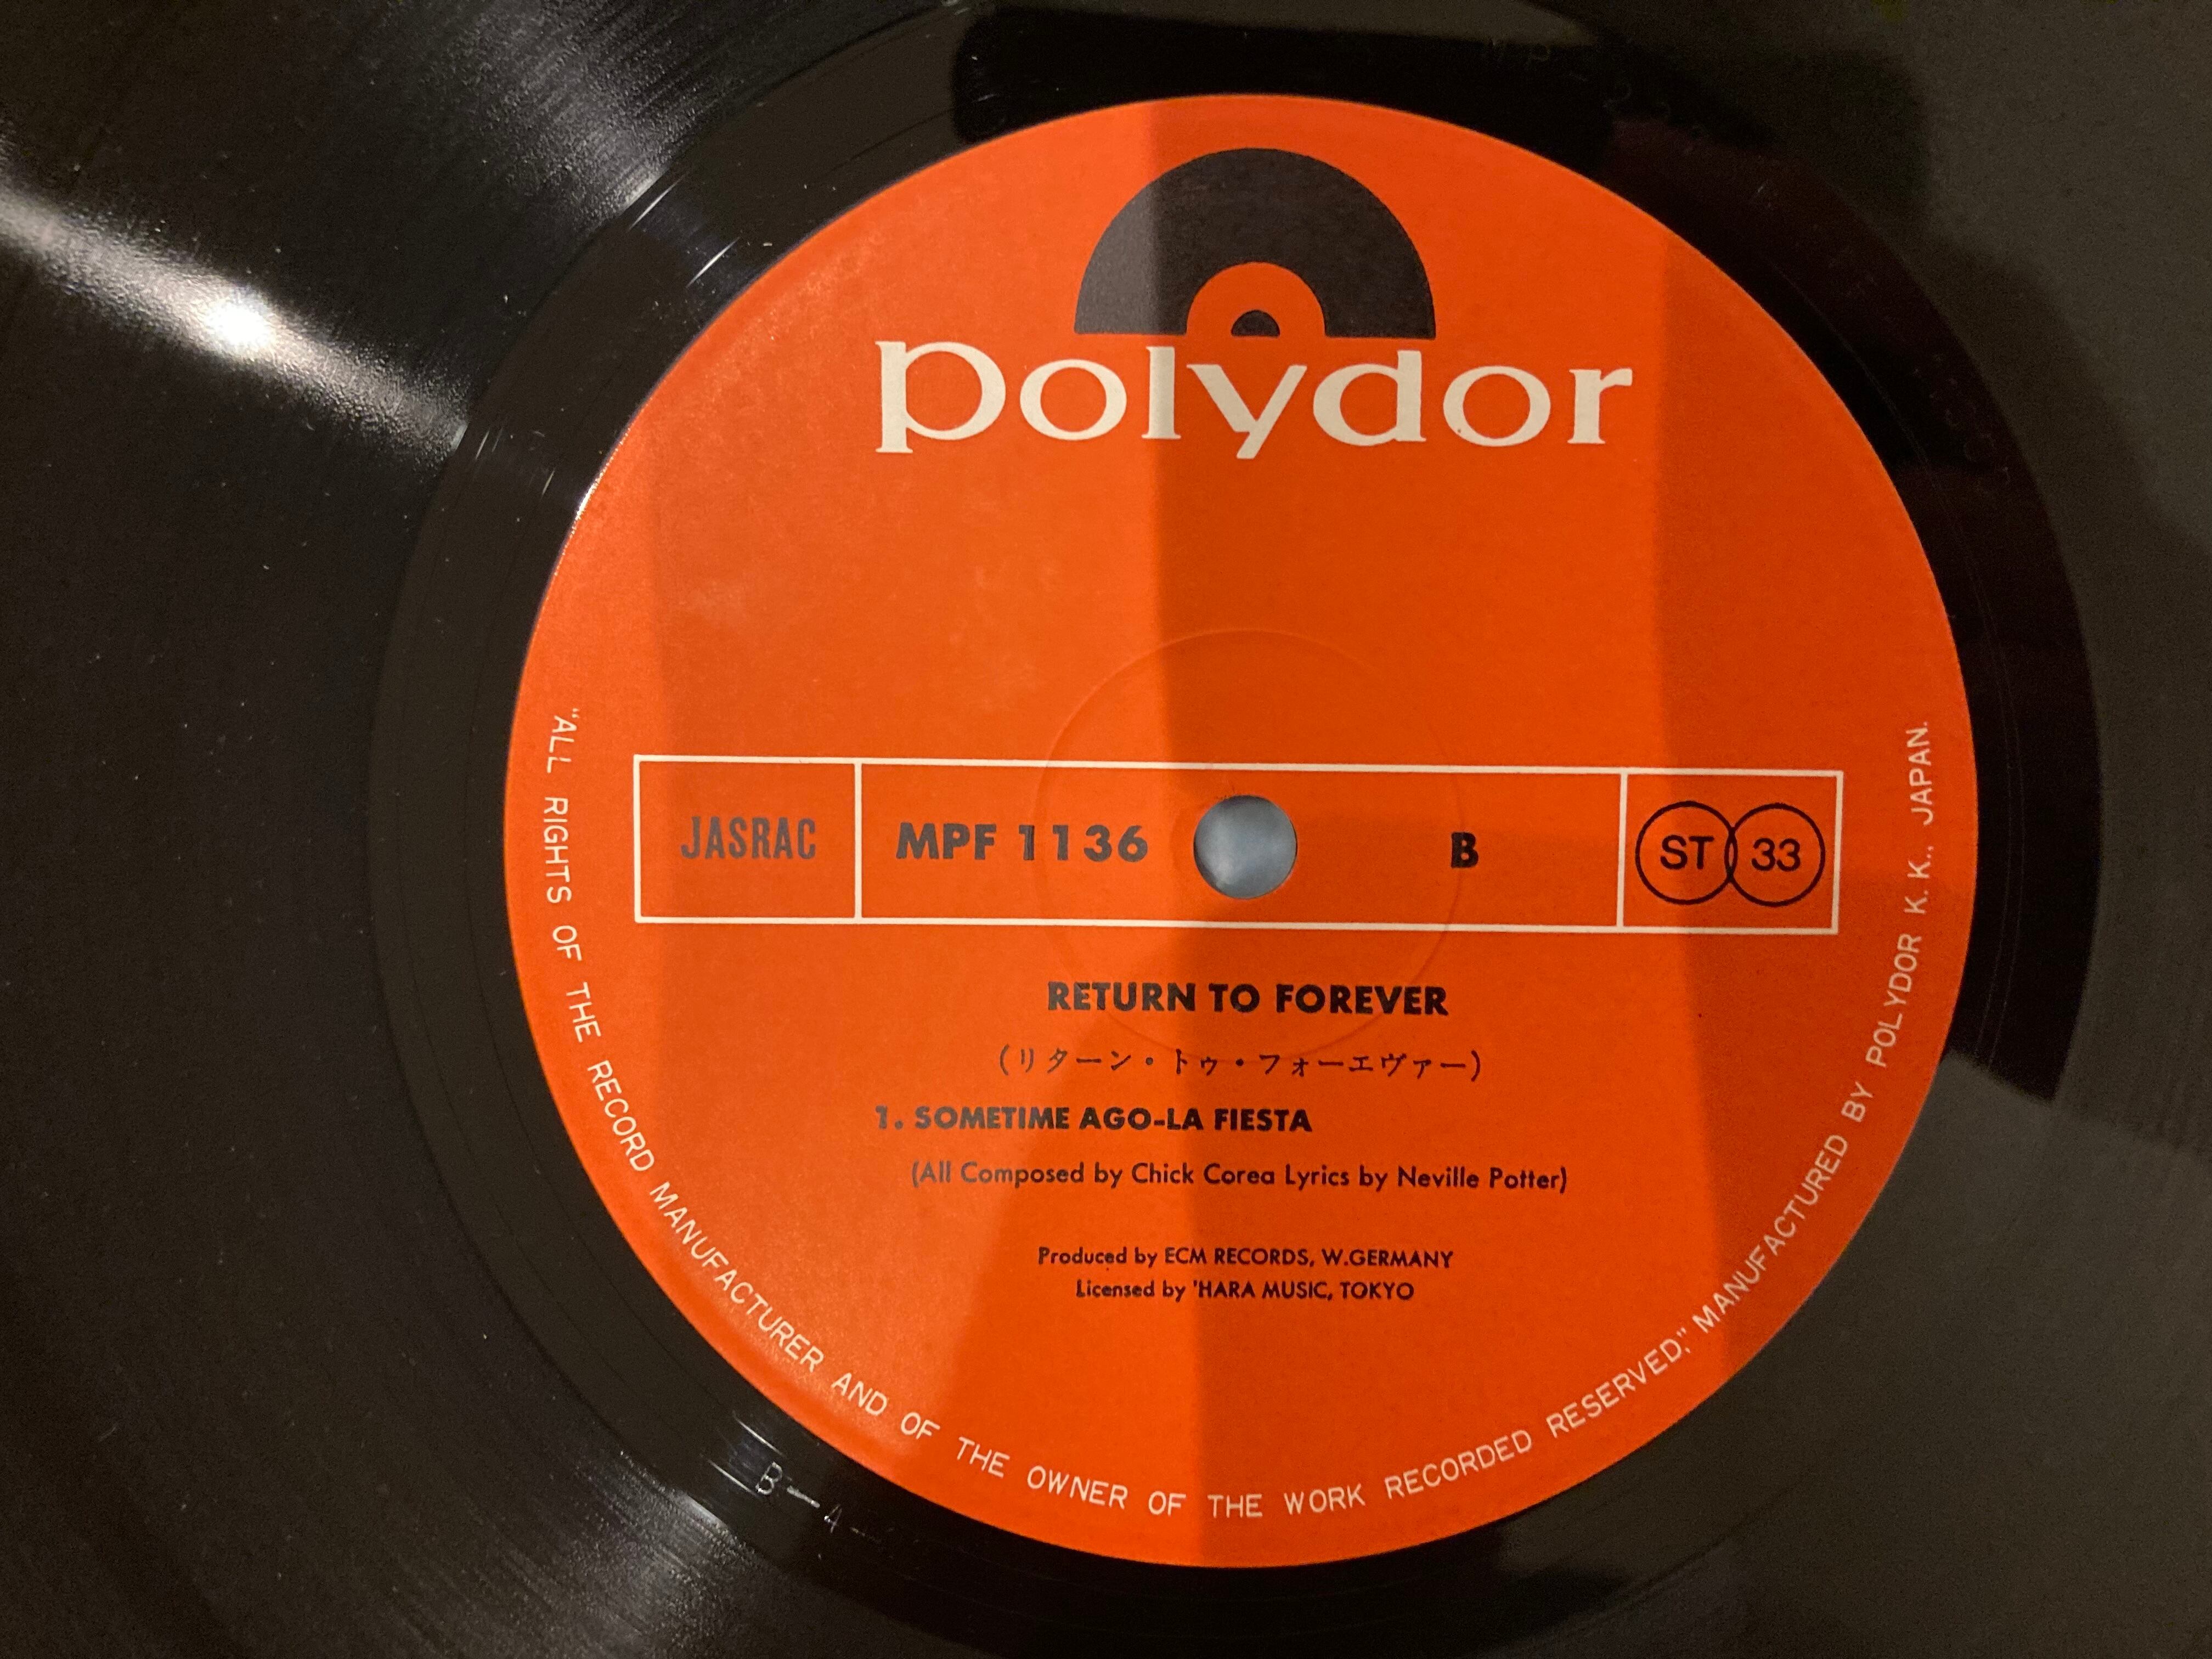 polydor
JASRAC
MPF 1136
B
ST 33
RETURN TO FOREVER
(リターン・トゥ・フォーエヴァー)
1. SOMETIME AGO-LA FIESTA
(All Composed by Chick Corea Lyrics by Neville Potter)
Produced by ECM RECORDS, W.GERMANY
Licensed by 'HARA MUSIC, TOKYO
"ALL RIGHTS OF THE RECORD MANUFACTURER AND OF THE OWNER OF THE WORK RECORDED RESERVED," MANUFACTURED BY POLYDOR K. K., JAPAN.
B-4-